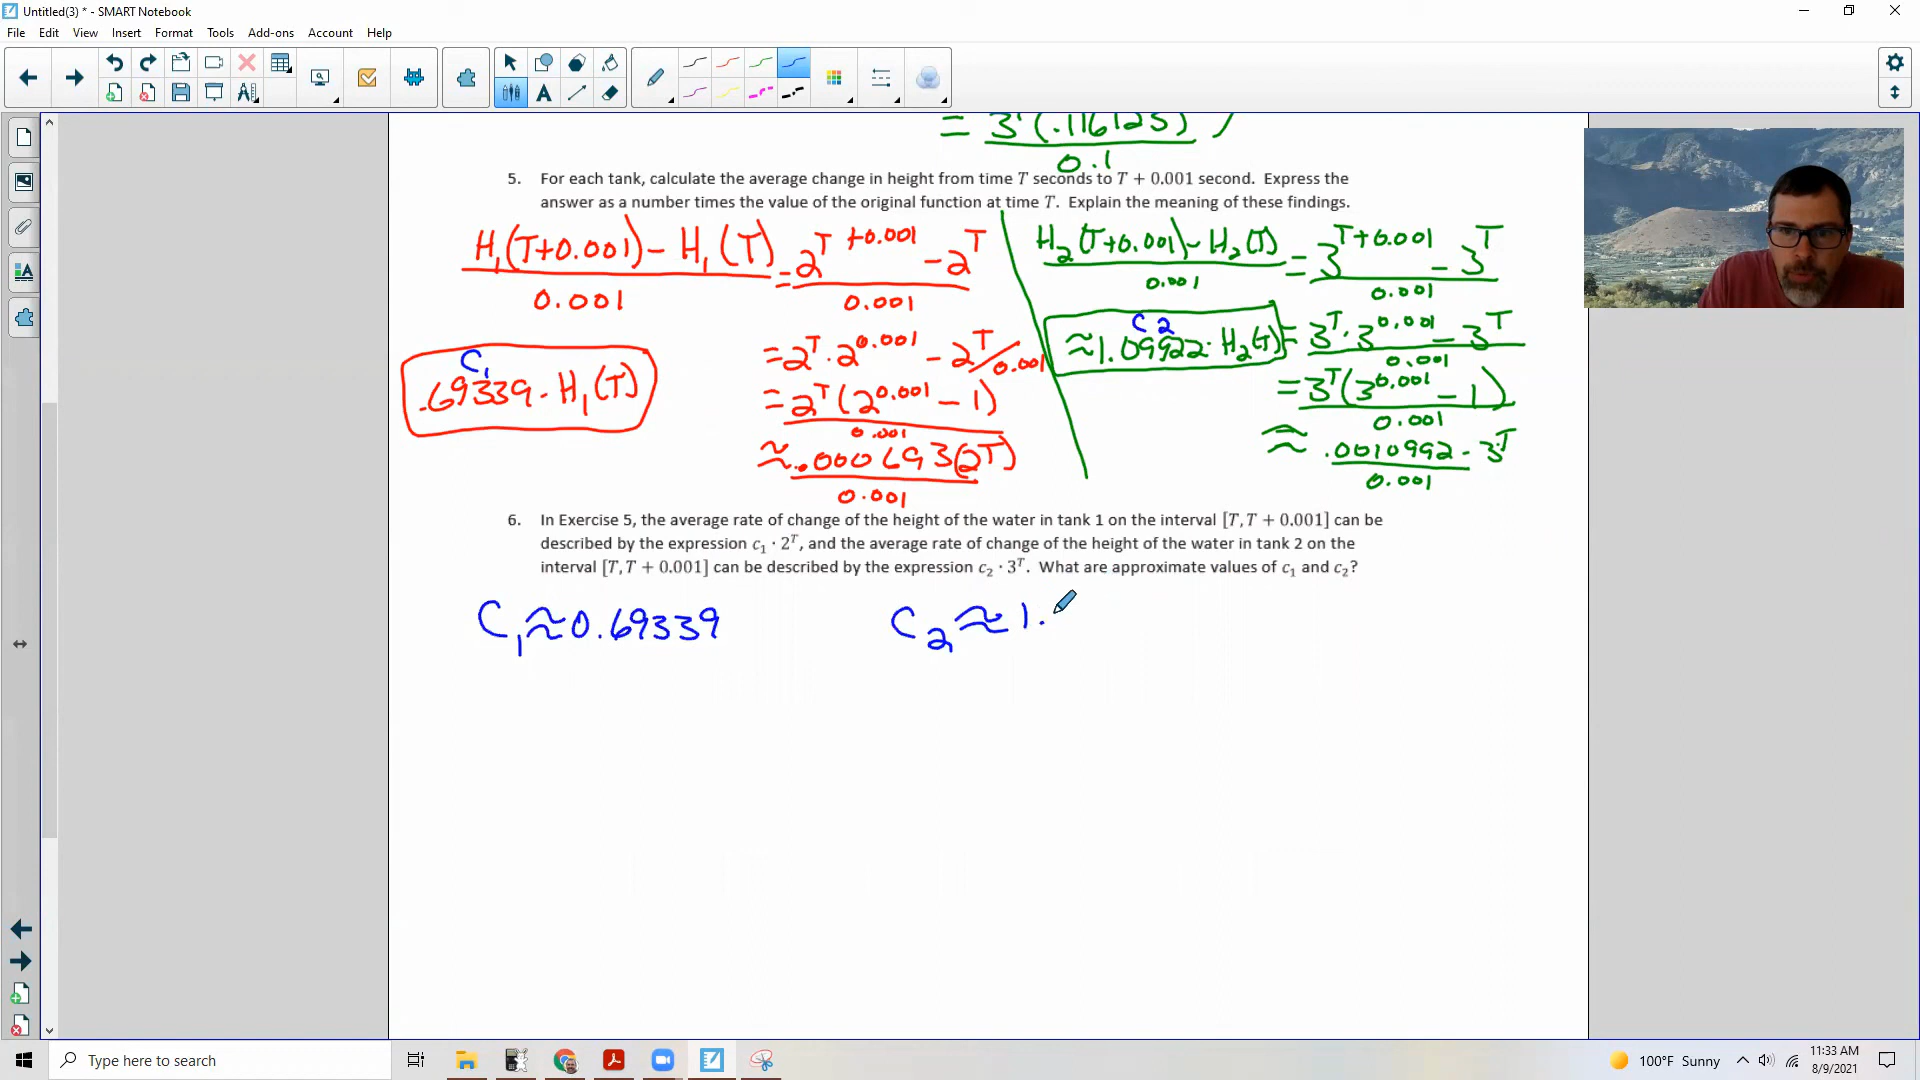 Untitled(3) * - SMART Notebook
File Edit View Insert Format Tools Add-ons Account Help
= 3 (.116125)
0.1
5. For each tank, calculate the average change in height from time T seconds to T + 0.001 second. Express the
answer as a number times the value of the original function at time T. Explain the meaning of these findings.
H₁(T+0.001) – H₁(T) / 0.001 = 2^(T+0.001) – 2^T / 0.001
= 2^T · 2^0.001 – 2^T / 0.001
= 2^T (2^0.001 – 1) / 0.001
≈ .000693(2^T) / 0.001
C₁
.69339 · H₁(T)
H₂(T+0.001) – H₂(T) / 0.001 = 3^(T+0.001) – 3^T / 0.001
= 3^T · 3^0.001 – 3^T / 0.001
= 3^T (3^0.001 – 1) / 0.001
≈ .0010992 · 3^T / 0.001
C 2
≈1.09922 · H₂(T)
6. In Exercise 5, the average rate of change of the height of the water in tank 1 on the interval [T, T + 0.001] can be
described by the expression c₁ · 2^T, and the average rate of change of the height of the water in tank 2 on the
interval [T, T + 0.001] can be described by the expression c₂ · 3^T. What are approximate values of c₁ and c₂?
C₁ ≈ 0.69339 C₂ ≈ 1.
Type here to search
100°F Sunny
11:33 AM
8/9/2021